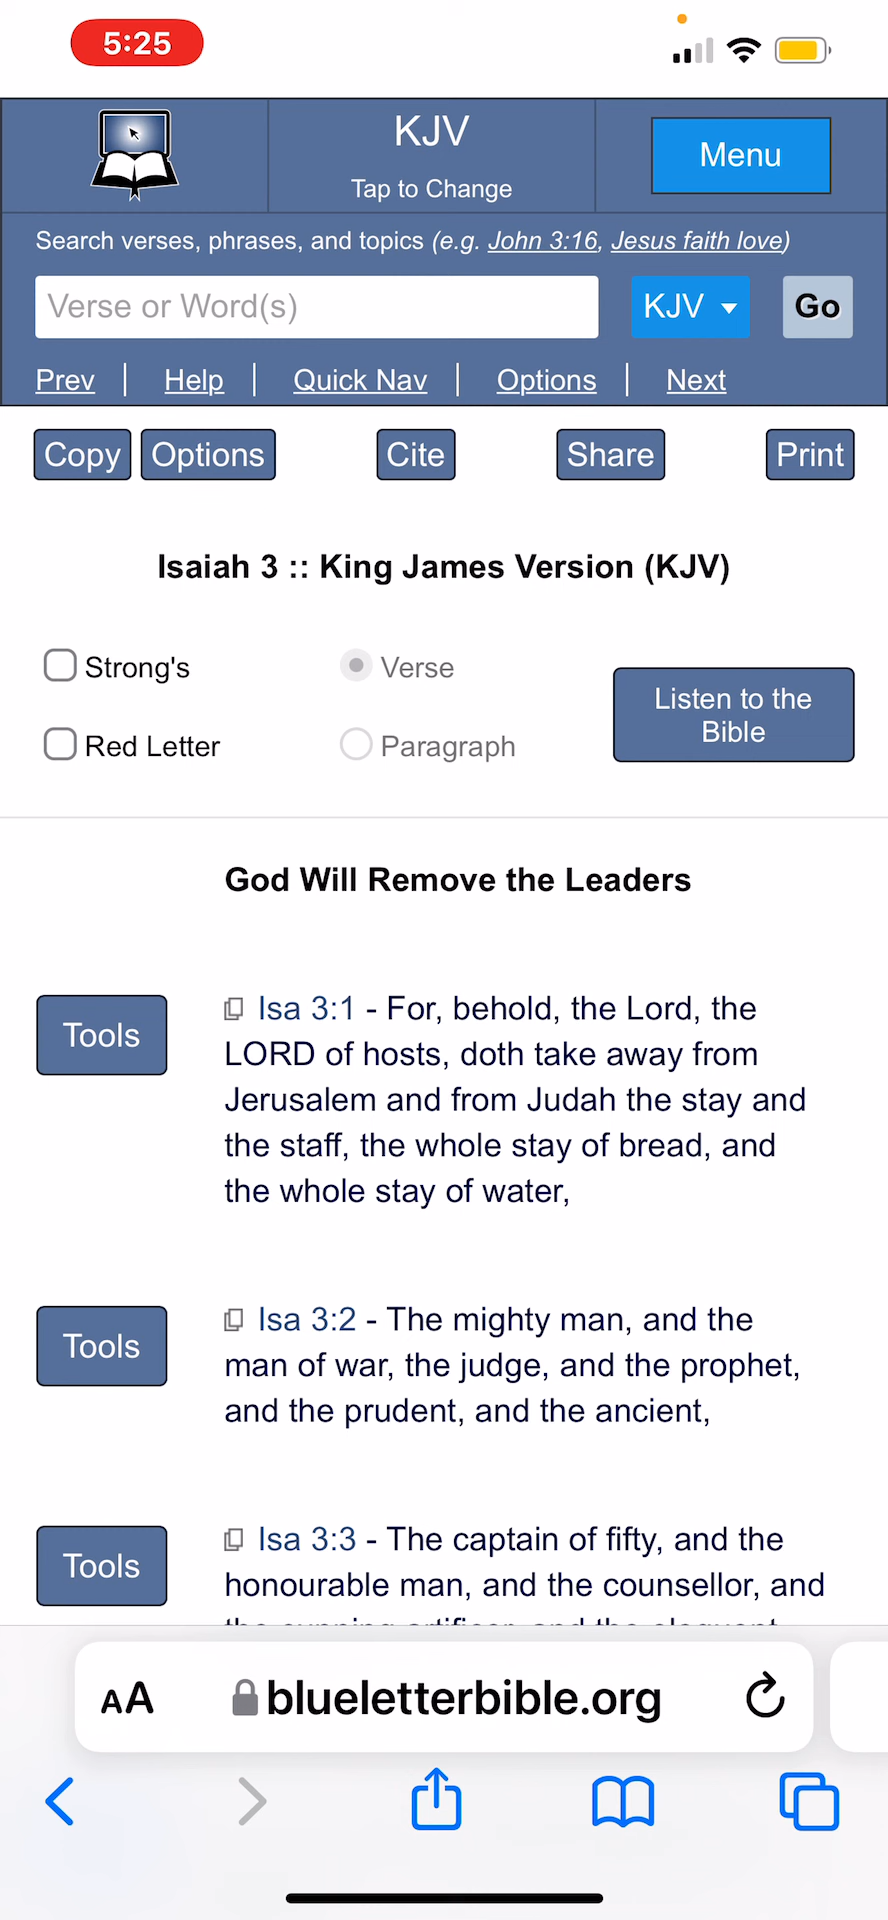 5:25
KJV
Tap to Change
Menu
Search verses, phrases, and topics (e.g. John 3:16, Jesus faith love)
Verse or Word(s)
KJV
Go
Prev | Help | Quick Nav | Options | Next
Copy Options Cite Share Print
Isaiah 3 :: King James Version (KJV)
Strong's
Verse
Red Letter
Paragraph
Listen to the
Bible
God Will Remove the Leaders
Tools
Isa 3:1 - For, behold, the Lord, the
LORD of hosts, doth take away from
Jerusalem and from Judah the stay and
the staff, the whole stay of bread, and
the whole stay of water,
Tools
Isa 3:2 - The mighty man, and the
man of war, the judge, and the prophet,
and the prudent, and the ancient,
Tools
Isa 3:3 - The captain of fifty, and the
honourable man, and the counsellor, and
the cunning artificer, and the eloquent
AA
blueletterbible.org